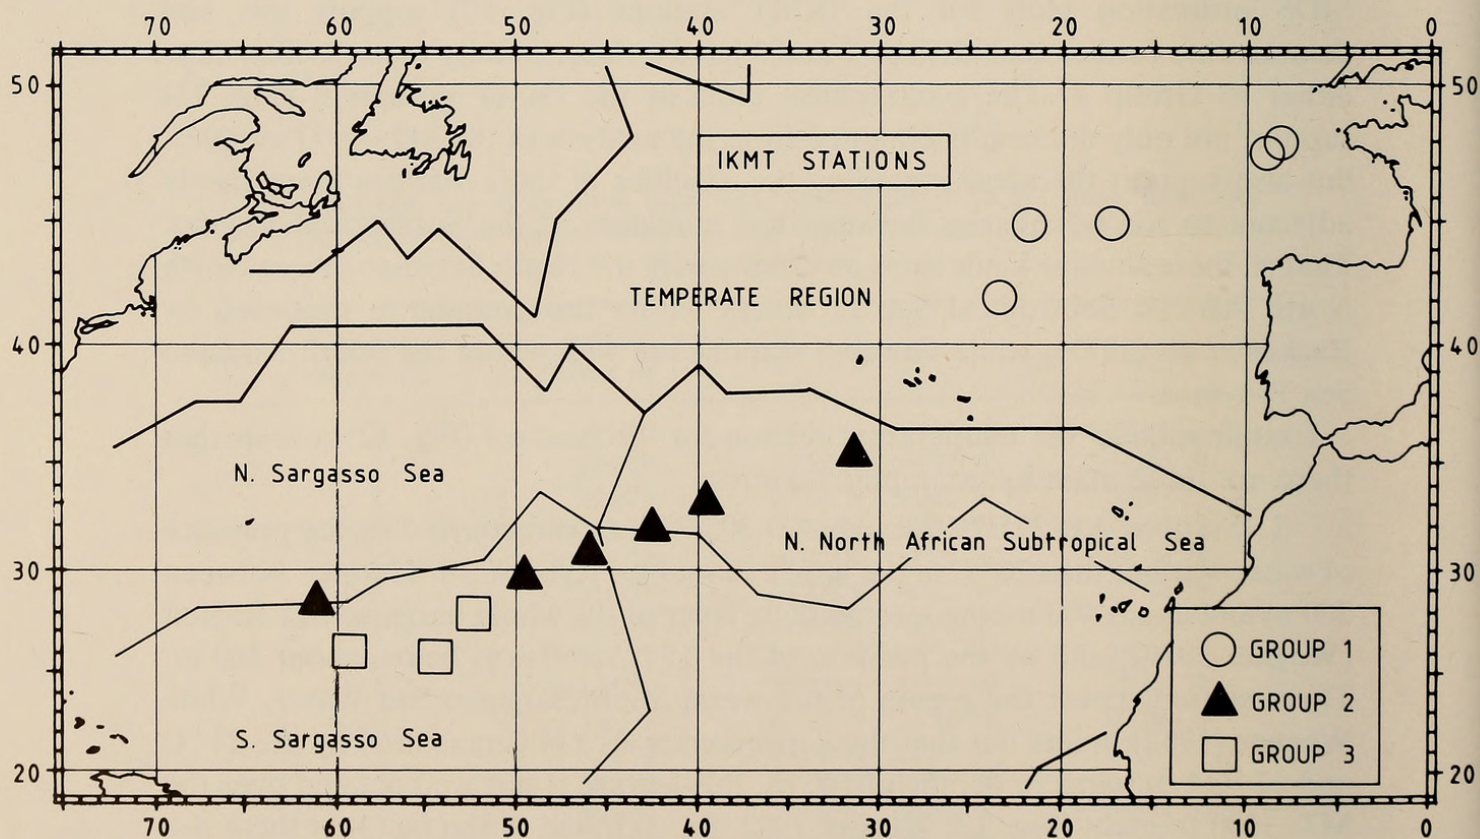 70 60 50 40 30 20 10 0
50 50
IKMT STATIONS
TEMPERATE REGION
40 40
N. Sargasso Sea
N. North African Subtropical Sea
30 30
GROUP 1
GROUP 2
S. Sargasso Sea
GROUP 3
20 20
70 60 50 40 30 20 10 0